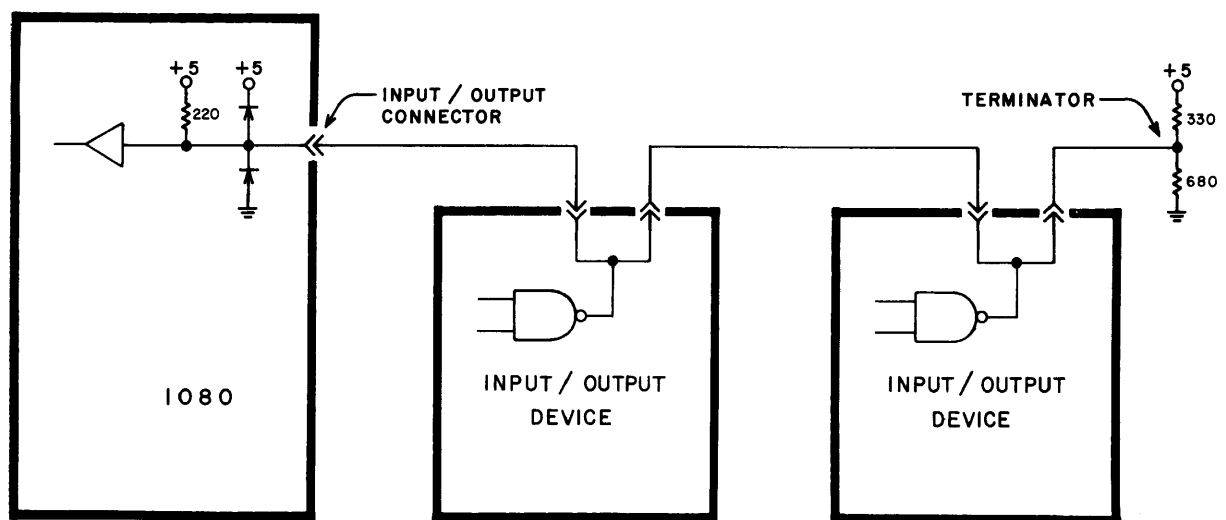 +5
+5
220
INPUT / OUTPUT
CONNECTOR
TERMINATOR
+5
330
680
1080
INPUT / OUTPUT
DEVICE
INPUT / OUTPUT
DEVICE